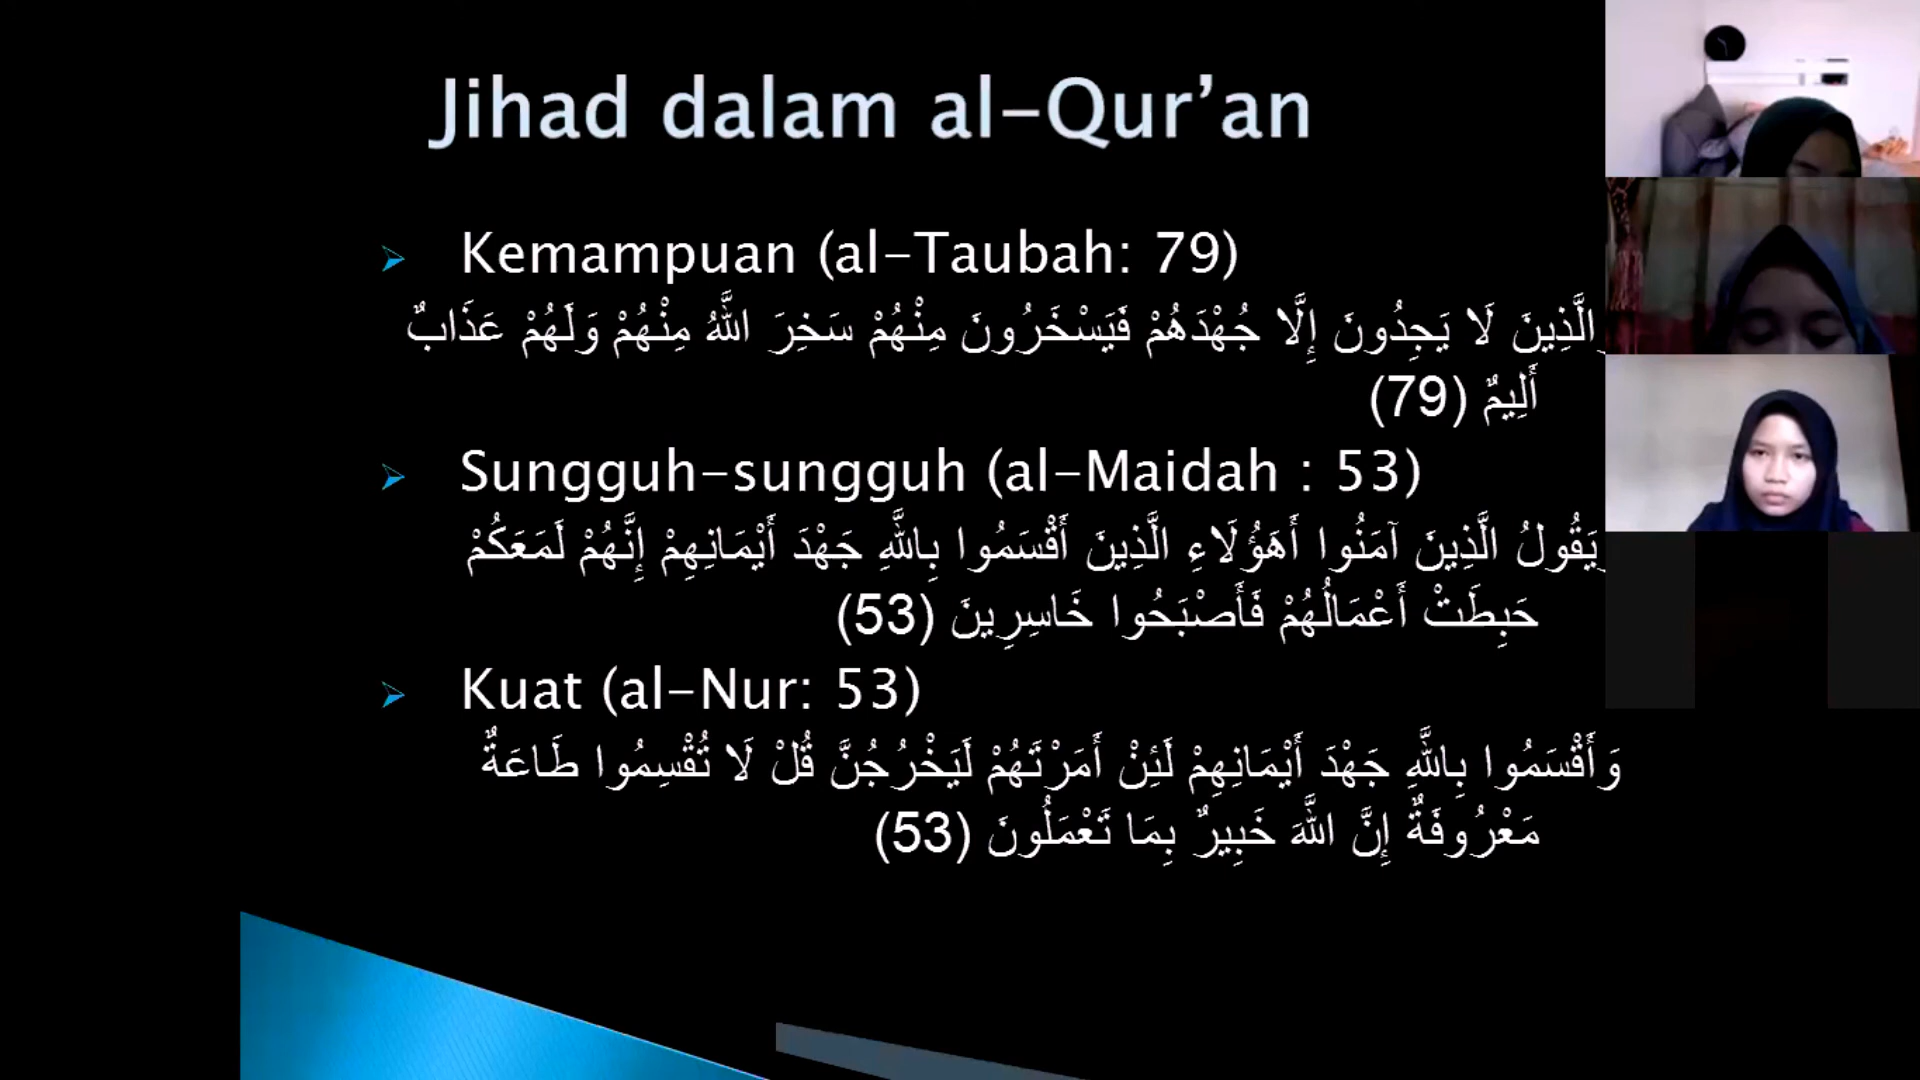 Jihad dalam al-Qur’an
Kemampuan (al-Taubah: 79)
الَّذِينَ لَا يَجِدُونَ إِلَّا جُهْدَهُمْ فَيَسْخَرُونَ مِنْهُمْ سَخِرَ اللَّهُ مِنْهُمْ وَلَهُمْ عَذَابٌ
أَلِيمٌ (79)
Sungguh-sungguh (al-Maidah : 53)
يَقُولُ الَّذِينَ آمَنُوا أَهَؤُلَاءِ الَّذِينَ أَقْسَمُوا بِاللَّهِ جَهْدَ أَيْمَانِهِمْ إِنَّهُمْ لَمَعَكُمْ
حَبِطَتْ أَعْمَالُهُمْ فَأَصْبَحُوا خَاسِرِينَ (53)
Kuat (al-Nur: 53)
وَأَقْسَمُوا بِاللَّهِ جَهْدَ أَيْمَانِهِمْ لَئِنْ أَمَرْتَهُمْ لَيَخْرُجُنَّ قُلْ لَا تُقْسِمُوا طَاعَةٌ
مَعْرُوفَةٌ إِنَّ اللَّهَ خَبِيرٌ بِمَا تَعْمَلُونَ (53)